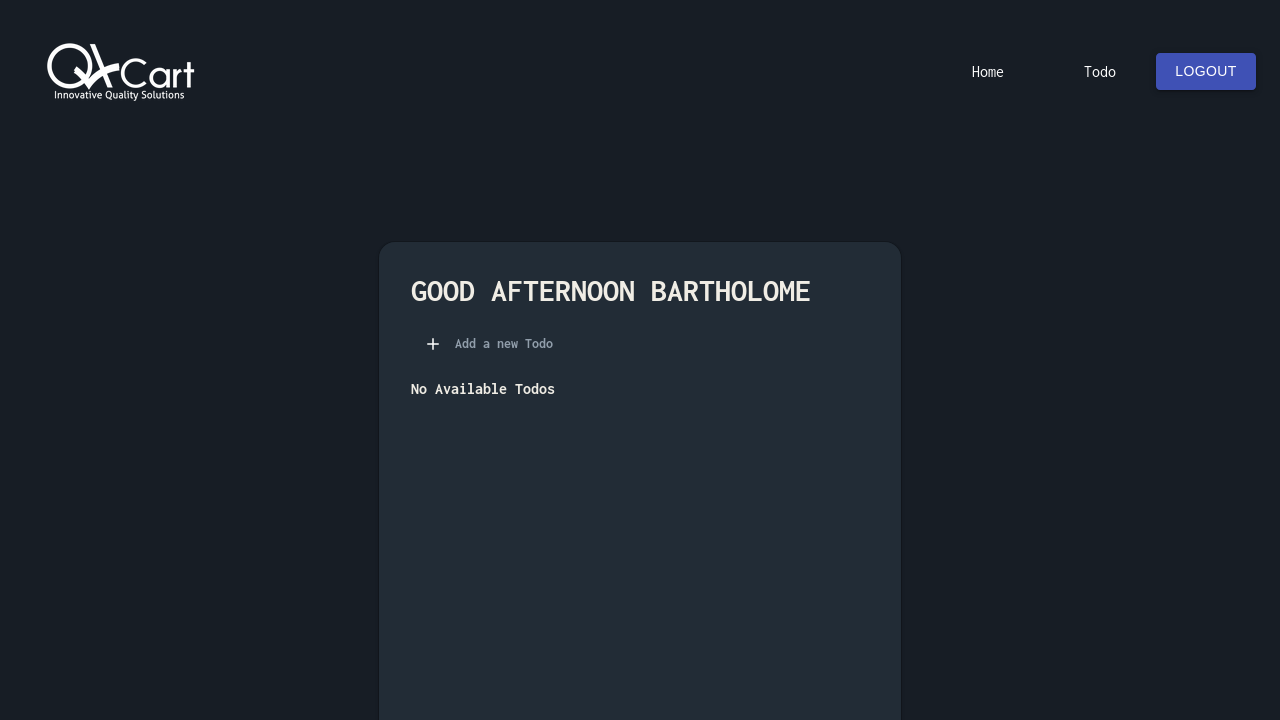 QACart
Innovative Quality Solutions
Home
Todo
LOGOUT
GOOD AFTERNOON BARTHOLOME
Add a new Todo
No Available Todos